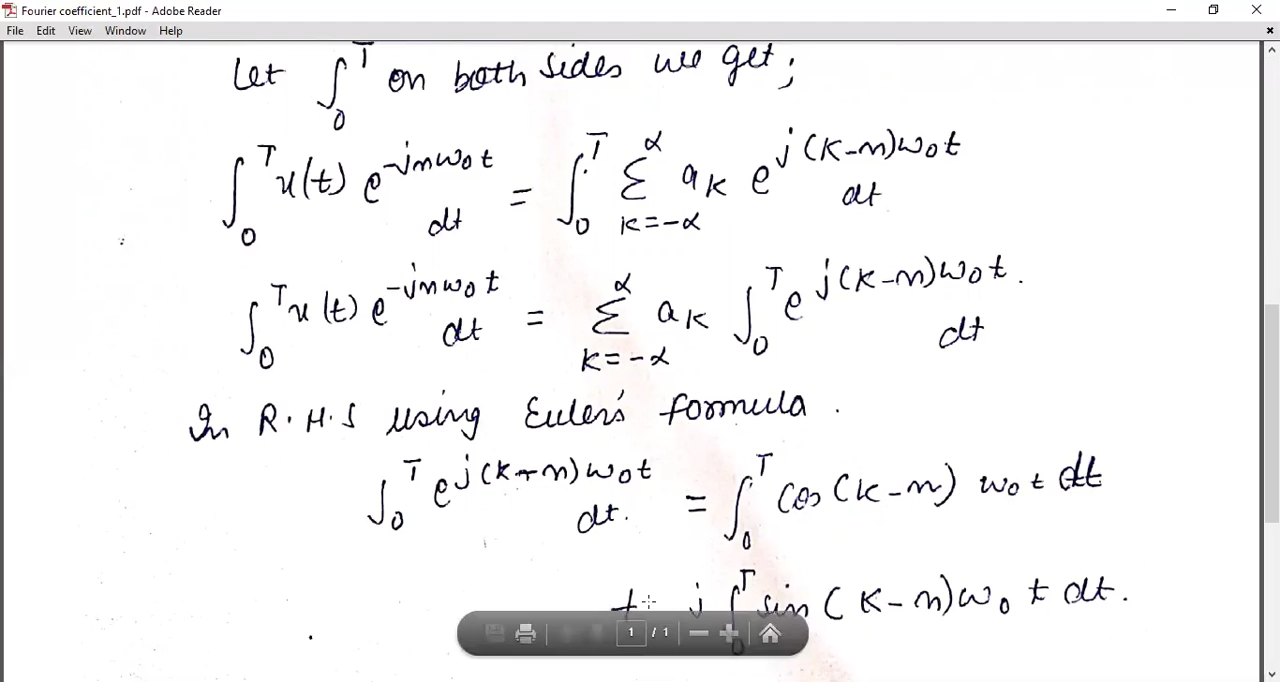 Fourier coefficient_1.pdf - Adobe Reader
File Edit View Window Help
Let ∫₀ᵀ on both sides we get;
∫₀ᵀ x(t) e^{-jnω₀t} dt = ∫₀ᵀ Σ_{k=-α}^{α} a_k e^{j(k-n)ω₀t} dt
∫₀ᵀ x(t) e^{-jnω₀t} dt = Σ_{k=-α}^{α} a_k ∫₀ᵀ e^{j(k-n)ω₀t} dt.
In R.H.S using Euler's formula.
∫₀ᵀ e^{j(k-n)ω₀t} dt. = ∫₀ᵀ cos(k-n) ω₀t dt
+ j ∫₀ᵀ sin(k-n)ω₀ t dt.
1 / 1